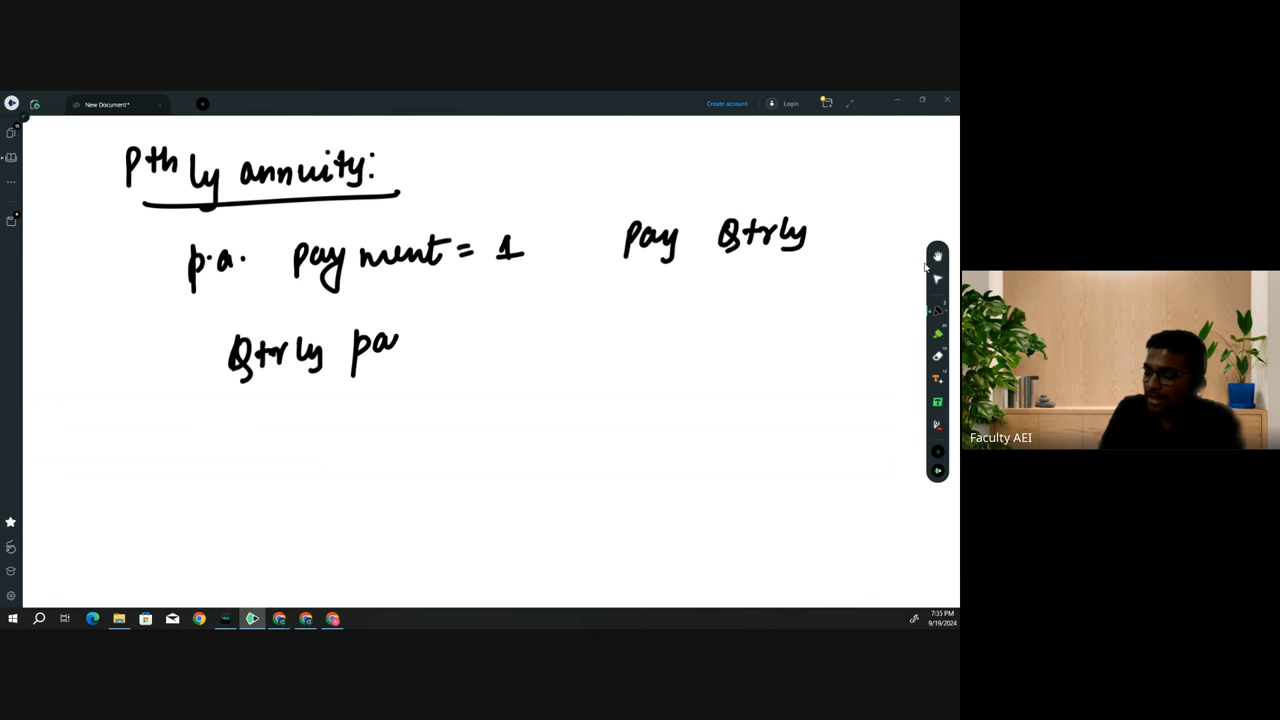 New Document*
Create account
Login
Pthly annuity:
p.a. payment = 1 pay Qtrly
Qtrly pa
Faculty AEI
7:35 PM
9/19/2024